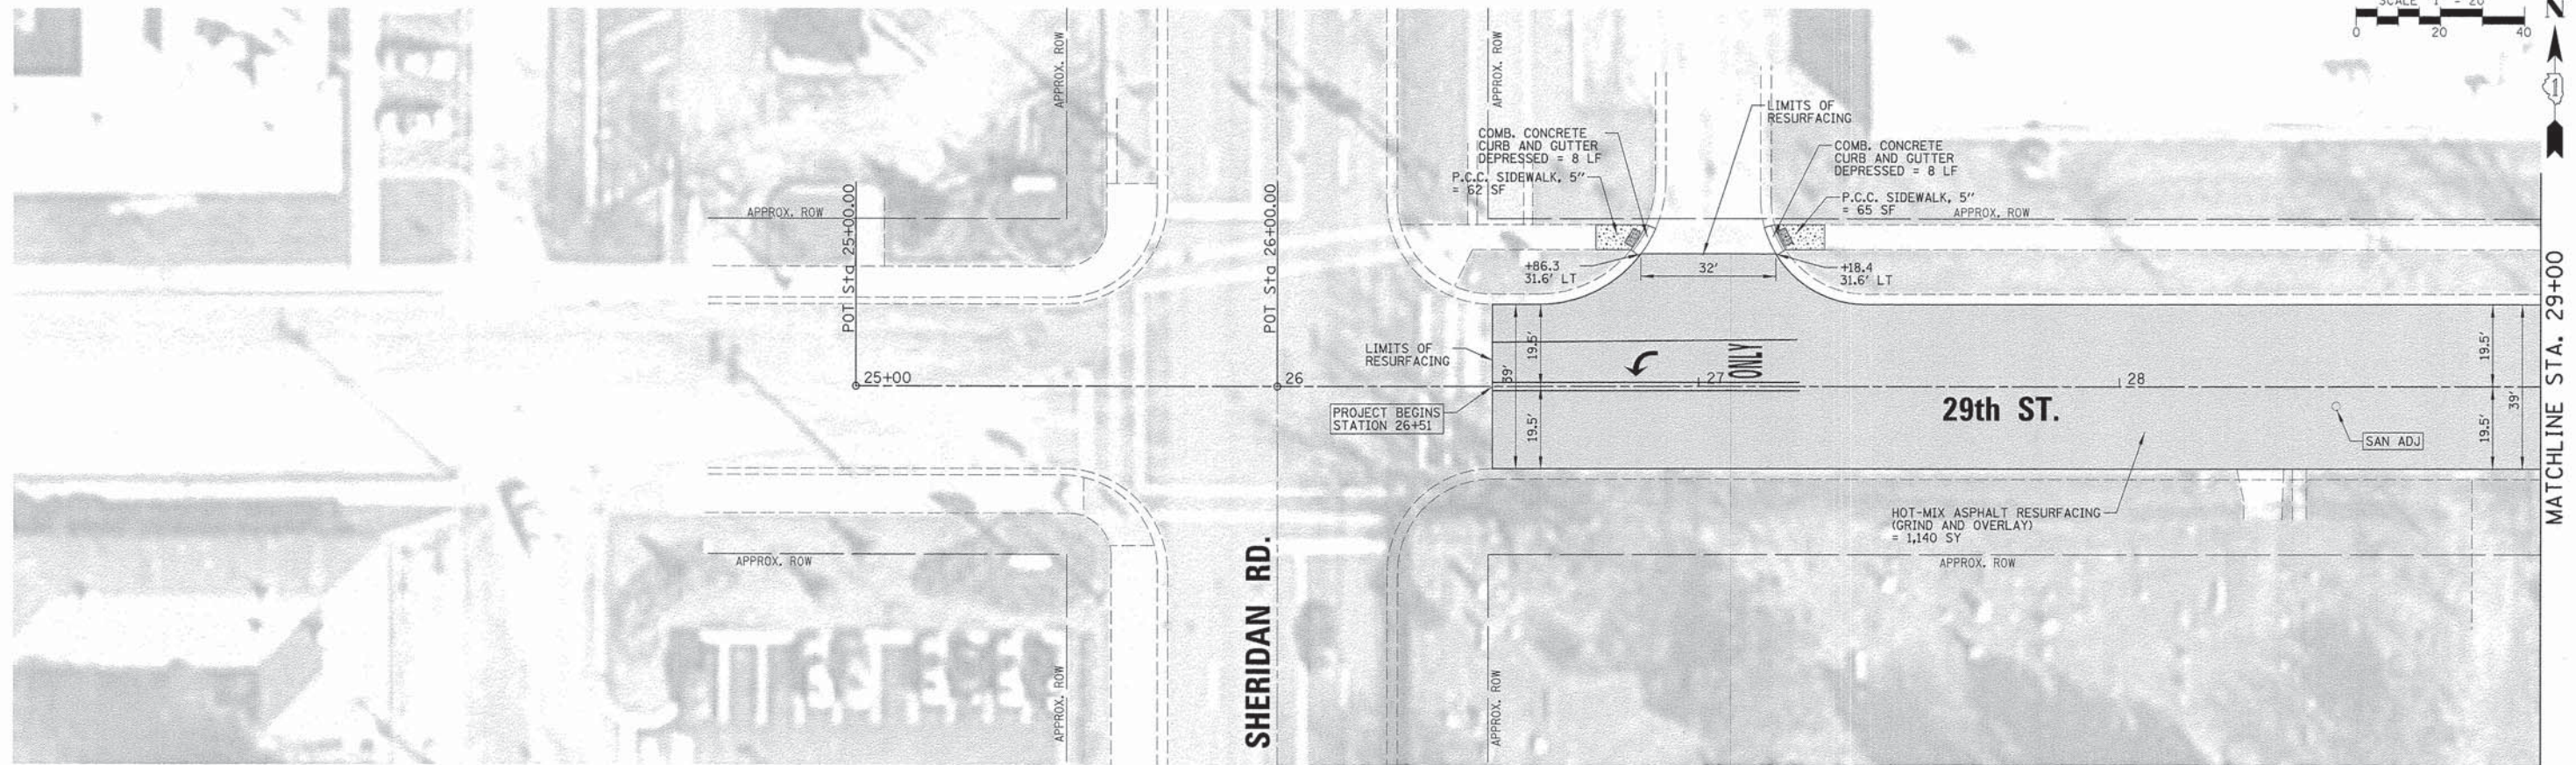 SCALE 1" = 20'
0 20 40
N
1
APPROX. ROW
APPROX. ROW
LIMITS OF
RESURFACING
COMB. CONCRETE
CURB AND GUTTER
DEPRESSED = 8 LF
P.C.C. SIDEWALK, 5"
= 62 SF
COMB. CONCRETE
CURB AND GUTTER
DEPRESSED = 8 LF
P.C.C. SIDEWALK, 5"
= 65 SF
APPROX. ROW
APPROX. ROW
POT Sta 25+00.00
POT Sta 26+00.00
+86.3
31.6' LT
32'
+18.4
31.6' LT
LIMITS OF
RESURFACING
19.5'
39'
19.5'
ONLY
25+00
26
27
28
PROJECT BEGINS
STATION 26+51
29th ST.
SAN ADJ
19.5'
39'
19.5'
MATCHLINE STA. 29+00
HOT-MIX ASPHALT RESURFACING
(GRIND AND OVERLAY)
= 1,140 SY
APPROX. ROW
APPROX. ROW
SHERIDAN RD.
APPROX. ROW
APPROX. ROW